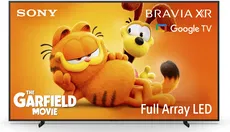 SONY
BRAVIA XR
Google TV
THE
GARFIELD
MOVIE
Full Array LED